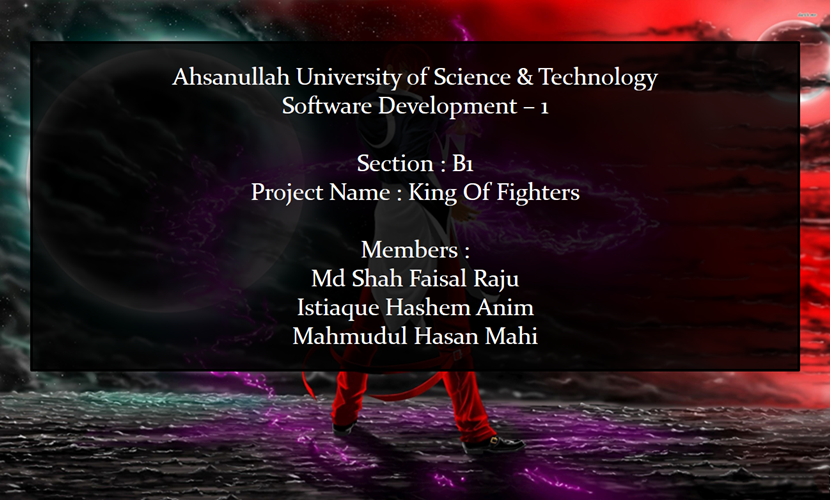 Ahsanullah University of Science & Technology
Software Development – 1
Section : B1
Project Name : King Of Fighters
Members :
Md Shah Faisal Raju
Istiaque Hashem Anim
Mahmudul Hasan Mahi